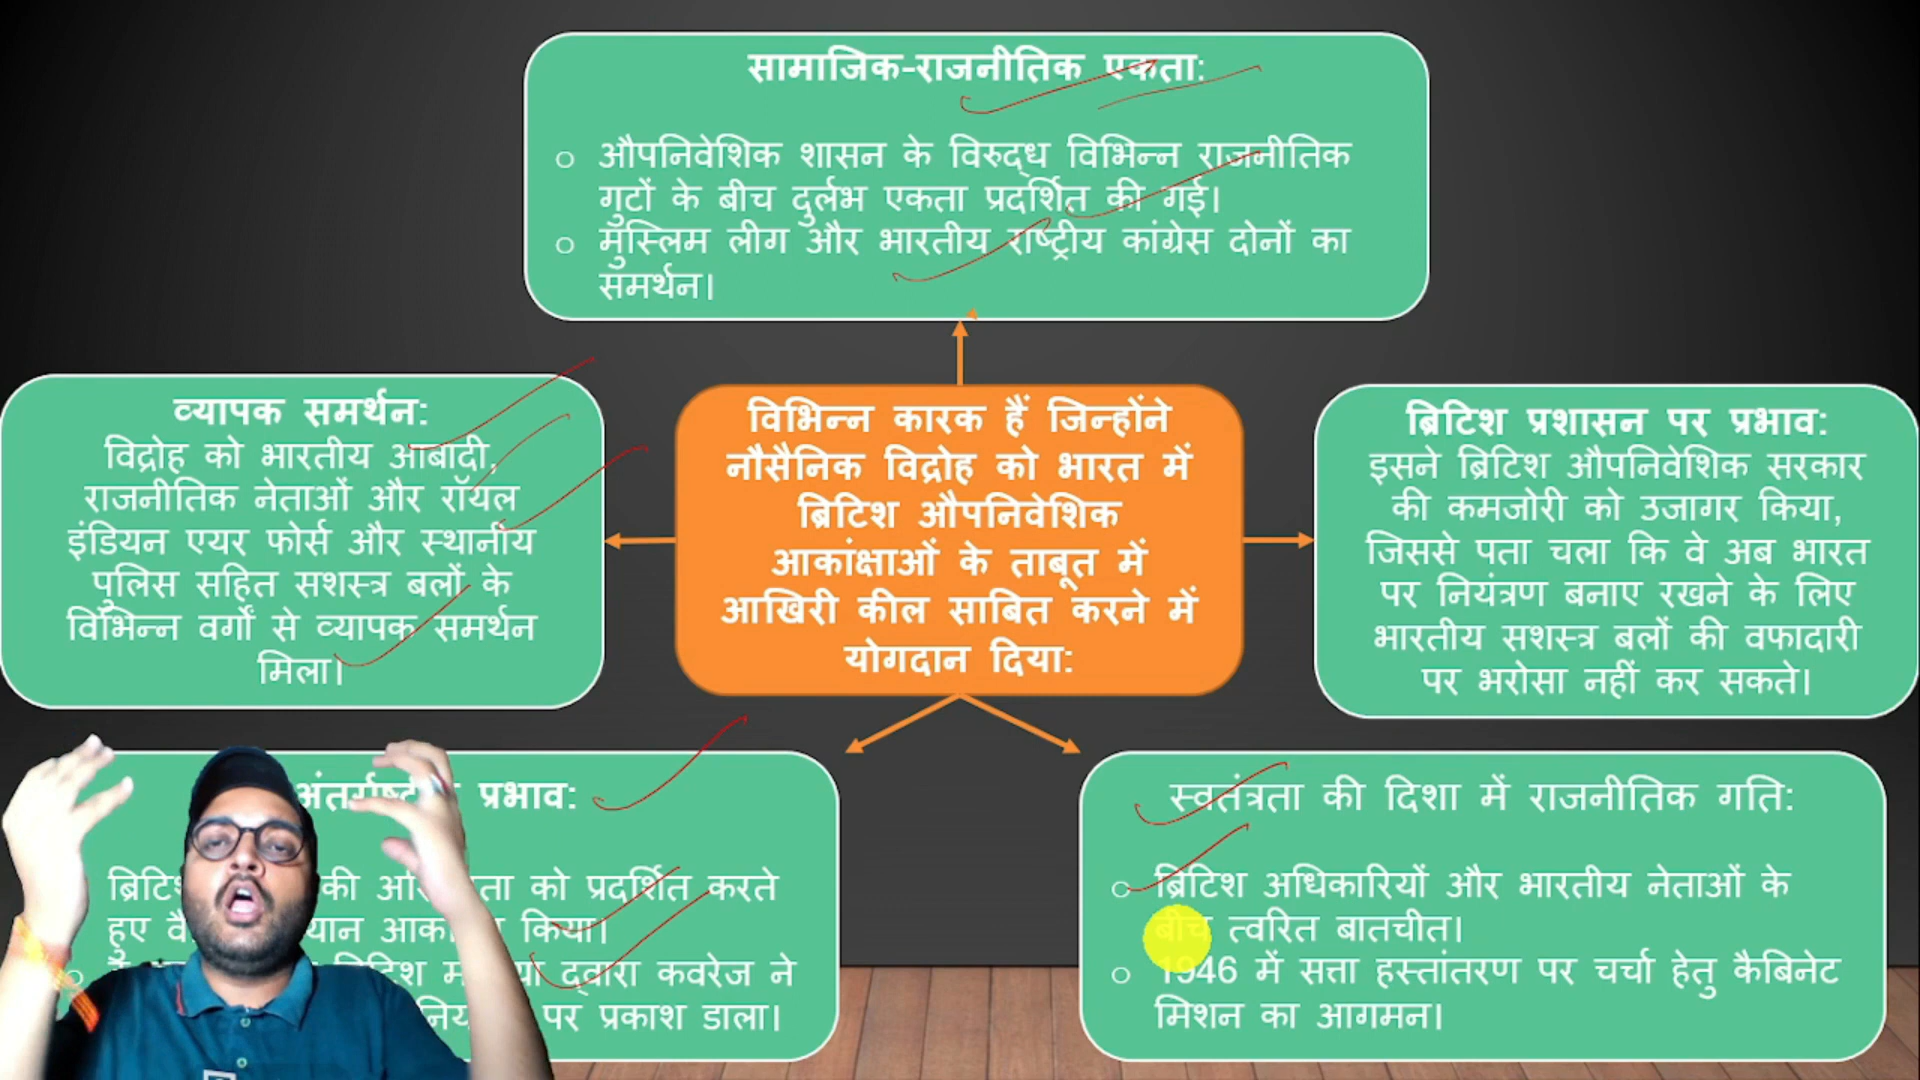 सामाजिक-राजनीतिक एकता:
o औपनिवेशिक शासन के विरुद्ध विभिन्न राजनीतिक
गुटों के बीच दुर्लभ एकता प्रदर्शित की गई।
o मुस्लिम लीग और भारतीय राष्ट्रीय कांग्रेस दोनों का
समर्थन।
व्यापक समर्थन:
विद्रोह को भारतीय आबादी,
राजनीतिक नेताओं और रॉयल
इंडियन एयर फोर्स और स्थानीय
पुलिस सहित सशस्त्र बलों के
विभिन्न वर्गों से व्यापक समर्थन
मिला।
विभिन्न कारक हैं जिन्होंने
नौसैनिक विद्रोह को भारत में
ब्रिटिश औपनिवेशिक
आकांक्षाओं के ताबूत में
आखिरी कील साबित करने में
योगदान दिया:
ब्रिटिश प्रशासन पर प्रभाव:
इसने ब्रिटिश औपनिवेशिक सरकार
की कमजोरी को उजागर किया,
जिससे पता चला कि वे अब भारत
पर नियंत्रण बनाए रखने के लिए
भारतीय सशस्त्र बलों की वफादारी
पर भरोसा नहीं कर सकते।
प्रभाव:
की को प्रदर्शित करते
हुए किया।
द्वारा कवरेज ने
पर प्रकाश डाला।
स्वतंत्रता की दिशा में राजनीतिक गति:
o ब्रिटिश अधिकारियों और भारतीय नेताओं के
बीच त्वरित बातचीत।
o 1946 में सत्ता हस्तांतरण पर चर्चा हेतु कैबिनेट
मिशन का आगमन।